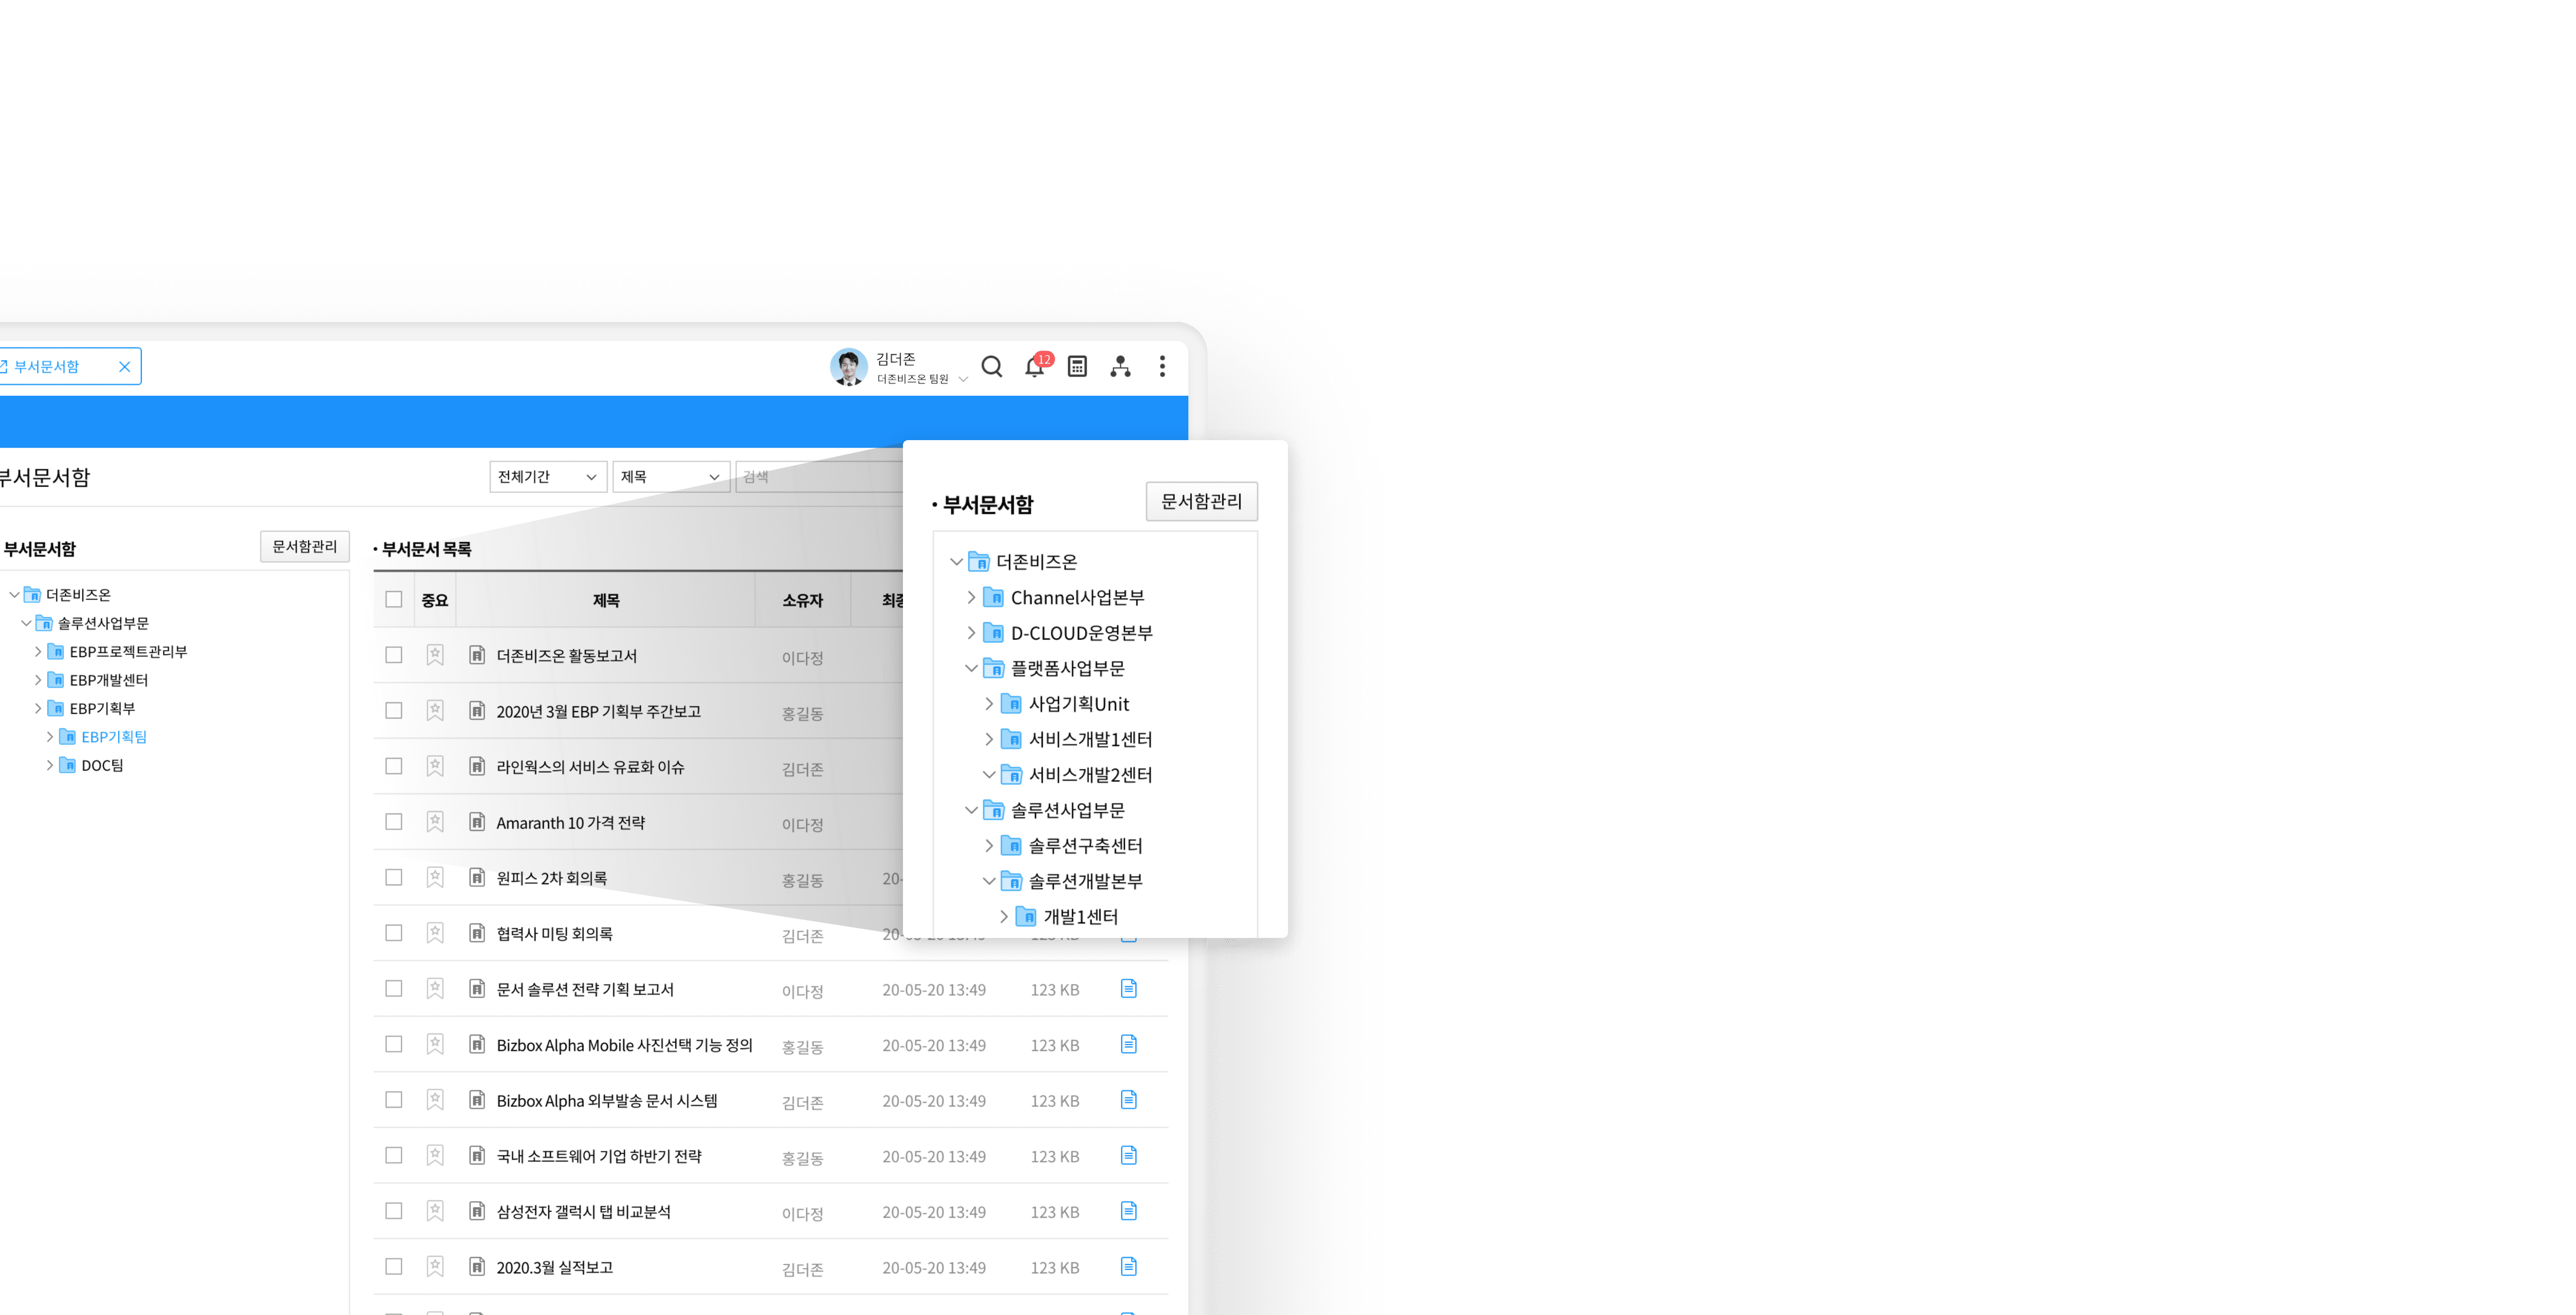 부서문서함
김더존
더존비즈온 팀원
12
부서문서함
전체기간
제목
검색
부서문서함
문서함관리
더존비즈온
솔루션사업부문
EBP프로젝트관리부
EBP개발센터
EBP기획부
EBP기획팀
DOC팀
• 부서문서 목록
중요 제목 소유자
더존비즈온 활동보고서 이다정
2020년 3월 EBP 기획부 주간보고 홍길동
라인웍스의 서비스 유료화 이슈 김더존
Amaranth 10 가격 전략 이다정
원피스 2차 회의록 홍길동
협력사 미팅 회의록 김더존
문서 솔루션 전략 기획 보고서 이다정 20-05-20 13:49 123 KB
Bizbox Alpha Mobile 사진선택 기능 정의 홍길동 20-05-20 13:49 123 KB
Bizbox Alpha 외부발송 문서 시스템 김더존 20-05-20 13:49 123 KB
국내 소프트웨어 기업 하반기 전략 홍길동 20-05-20 13:49 123 KB
삼성전자 갤럭시 탭 비교분석 이다정 20-05-20 13:49 123 KB
2020.3월 실적보고 김더존 20-05-20 13:49 123 KB
• 부서문서함
문서함관리
더존비즈온
Channel사업본부
D-CLOUD운영본부
플랫폼사업부문
사업기획Unit
서비스개발1센터
서비스개발2센터
솔루션사업부문
솔루션구축센터
솔루션개발본부
개발1센터